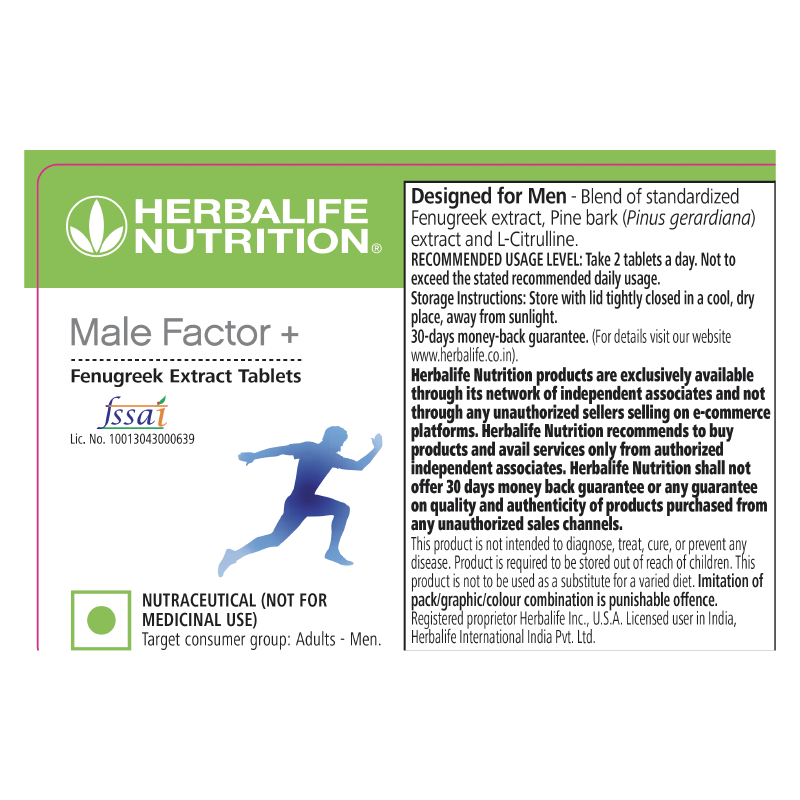 HERBALIFE
NUTRITION®
Male Factor +
Fenugreek Extract Tablets
fssai
Lic. No. 10013043000639
NUTRACEUTICAL (NOT FOR
MEDICINAL USE)
Target consumer group: Adults - Men.
Designed for Men - Blend of standardized
Fenugreek extract, Pine bark (Pinus gerardiana)
extract and L-Citrulline.
RECOMMENDED USAGE LEVEL: Take 2 tablets a day. Not to
exceed the stated recommended daily usage.
Storage Instructions: Store with lid tightly closed in a cool, dry
place, away from sunlight.
30-days money-back guarantee. (For details visit our website
www.herbalife.co.in).
Herbalife Nutrition products are exclusively available
through its network of independent associates and not
through any unauthorized sellers selling on e-commerce
platforms. Herbalife Nutrition recommends to buy
products and avail services only from authorized
independent associates. Herbalife Nutrition shall not
offer 30 days money back guarantee or any guarantee
on quality and authenticity of products purchased from
any unauthorized sales channels.
This product is not intended to diagnose, treat, cure, or prevent any
disease. Product is required to be stored out of reach of children. This
product is not to be used as a substitute for a varied diet. Imitation of
pack/graphic/colour combination is punishable offence.
Registered proprietor Herbalife Inc., U.S.A. Licensed user in India,
Herbalife International India Pvt. Ltd.